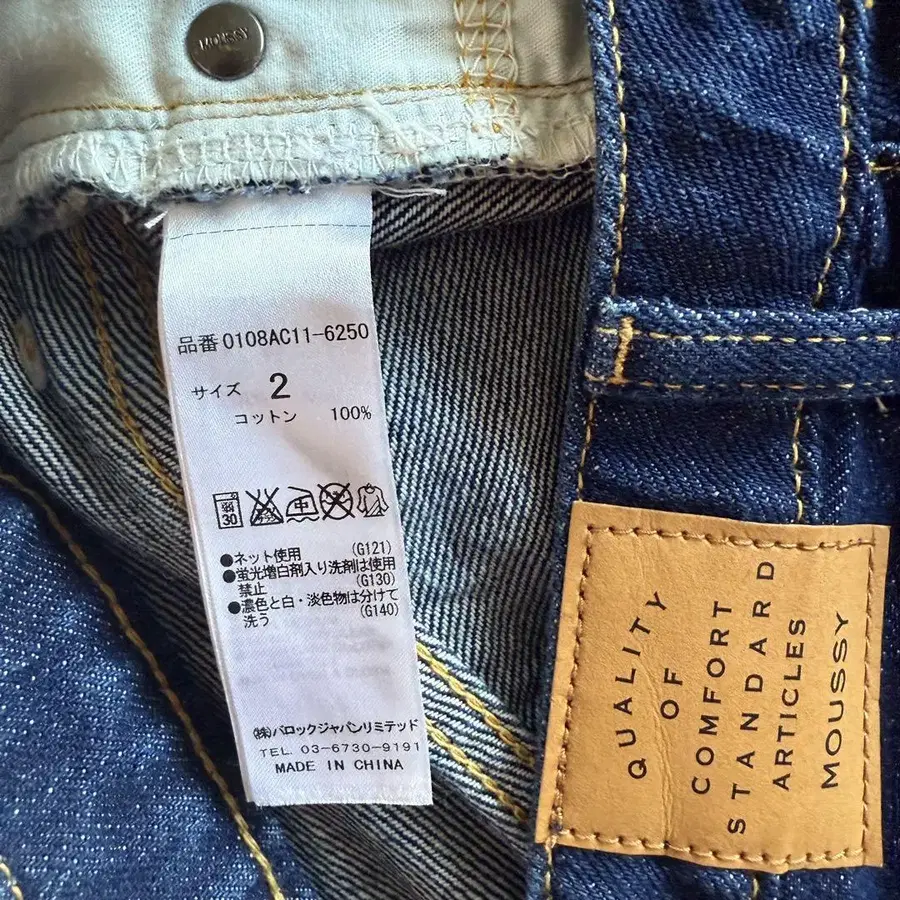 MOUSSY
品番 0108AC11-6250
サイズ 2
コットン 100%
弱
30
中
●ネット使用 (G121)
●蛍光増白剤入り洗剤は使用
禁止 (G130)
●濃色と白・淡色物は分けて
洗う (G140)
㈱バロックジャパンリミテッド
TEL. 03-6730-9191
MADE IN CHINA
QUALITY
OF
COMFORT
STANDARD
ARTICLES
MOUSSY